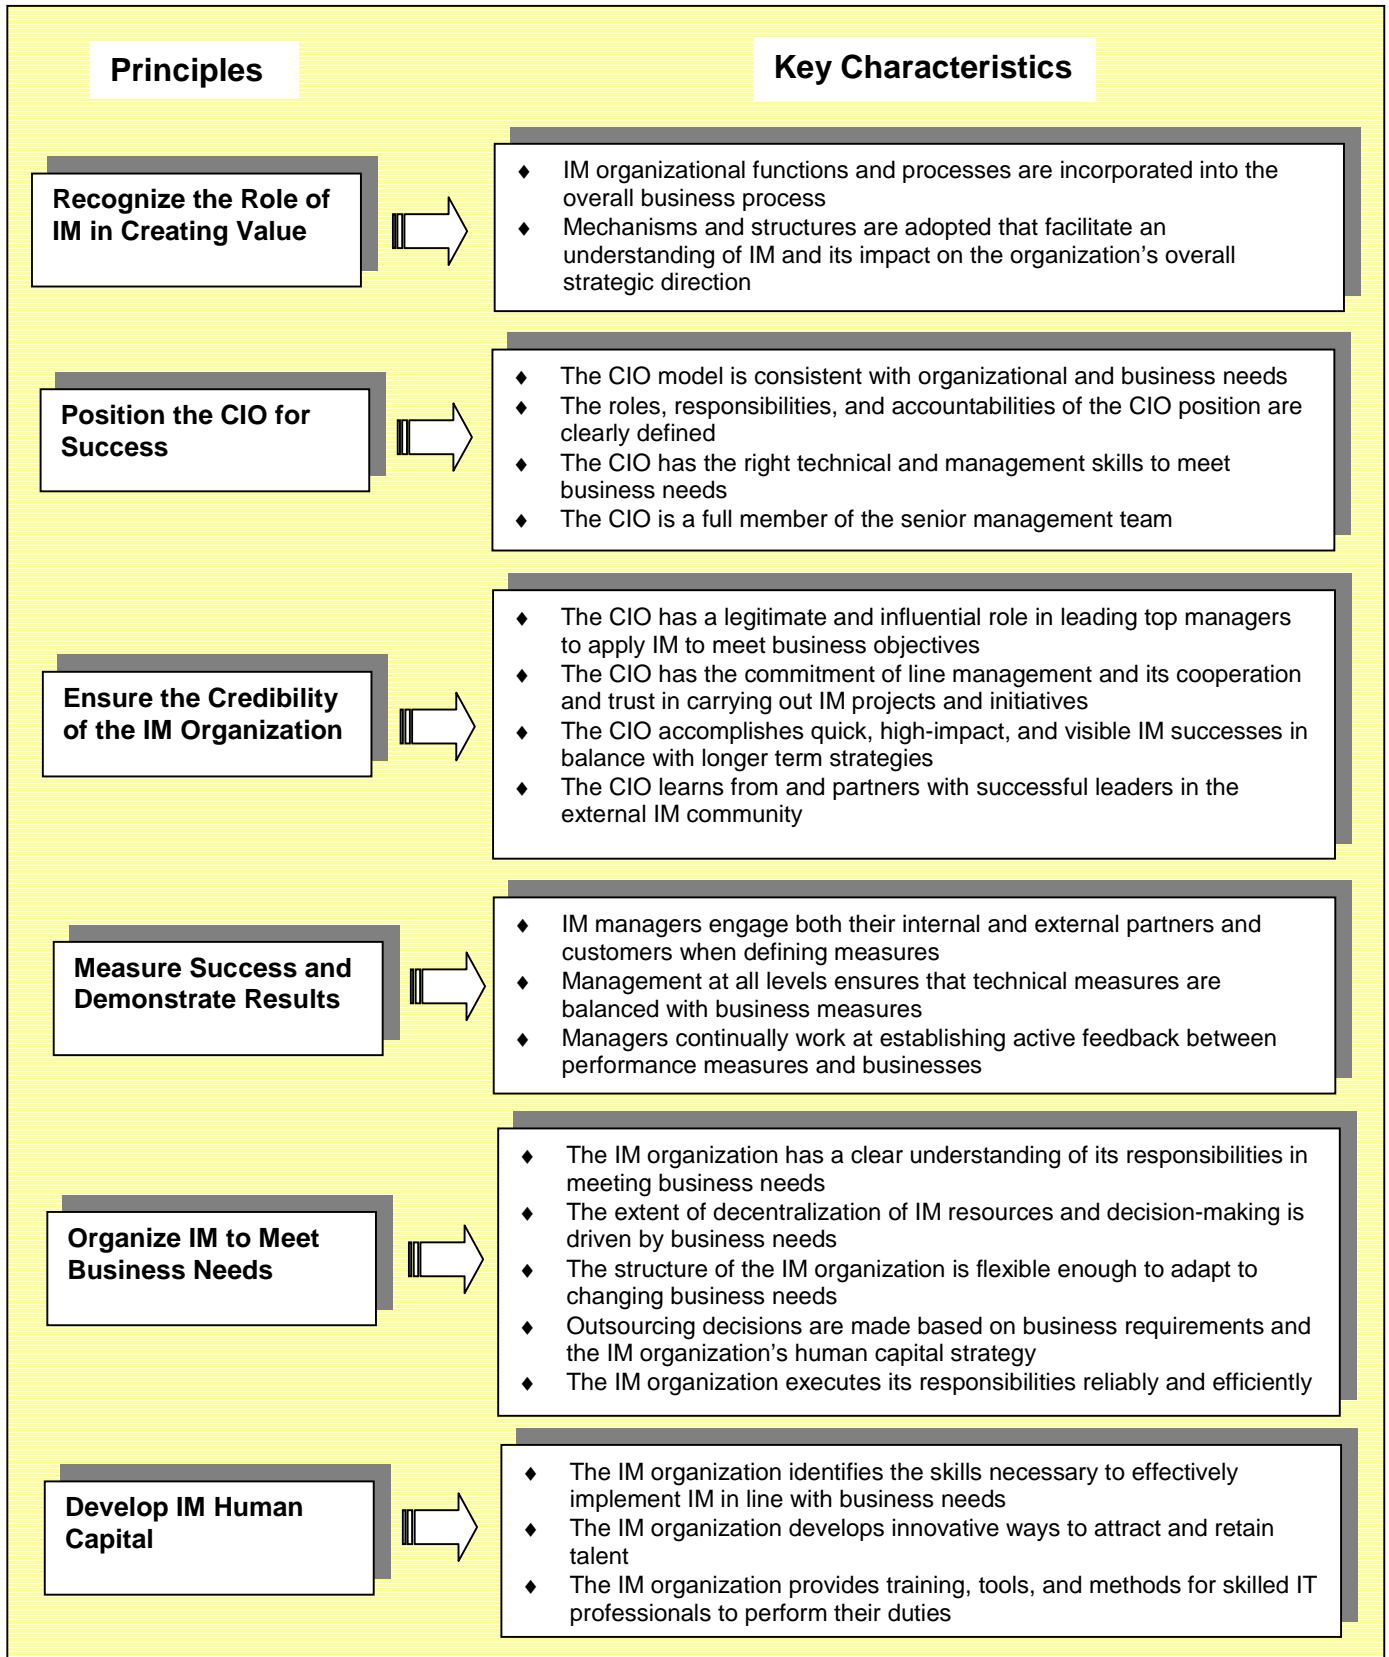 Principles
Key Characteristics
Recognize the Role of
IM in Creating Value
♦ IM organizational functions and processes are incorporated into the
overall business process
♦ Mechanisms and structures are adopted that facilitate an
understanding of IM and its impact on the organization’s overall
strategic direction
Position the CIO for
Success
♦ The CIO model is consistent with organizational and business needs
♦ The roles, responsibilities, and accountabilities of the CIO position are
clearly defined
♦ The CIO has the right technical and management skills to meet
business needs
♦ The CIO is a full member of the senior management team
Ensure the Credibility
of the IM Organization
♦ The CIO has a legitimate and influential role in leading top managers
to apply IM to meet business objectives
♦ The CIO has the commitment of line management and its cooperation
and trust in carrying out IM projects and initiatives
♦ The CIO accomplishes quick, high-impact, and visible IM successes in
balance with longer term strategies
♦ The CIO learns from and partners with successful leaders in the
external IM community
Measure Success and
Demonstrate Results
♦ IM managers engage both their internal and external partners and
customers when defining measures
♦ Management at all levels ensures that technical measures are
balanced with business measures
♦ Managers continually work at establishing active feedback between
performance measures and businesses
Organize IM to Meet
Business Needs
♦ The IM organization has a clear understanding of its responsibilities in
meeting business needs
♦ The extent of decentralization of IM resources and decision-making is
driven by business needs
♦ The structure of the IM organization is flexible enough to adapt to
changing business needs
♦ Outsourcing decisions are made based on business requirements and
the IM organization’s human capital strategy
♦ The IM organization executes its responsibilities reliably and efficiently
Develop IM Human
Capital
♦ The IM organization identifies the skills necessary to effectively
implement IM in line with business needs
♦ The IM organization develops innovative ways to attract and retain
talent
♦ The IM organization provides training, tools, and methods for skilled IT
professionals to perform their duties